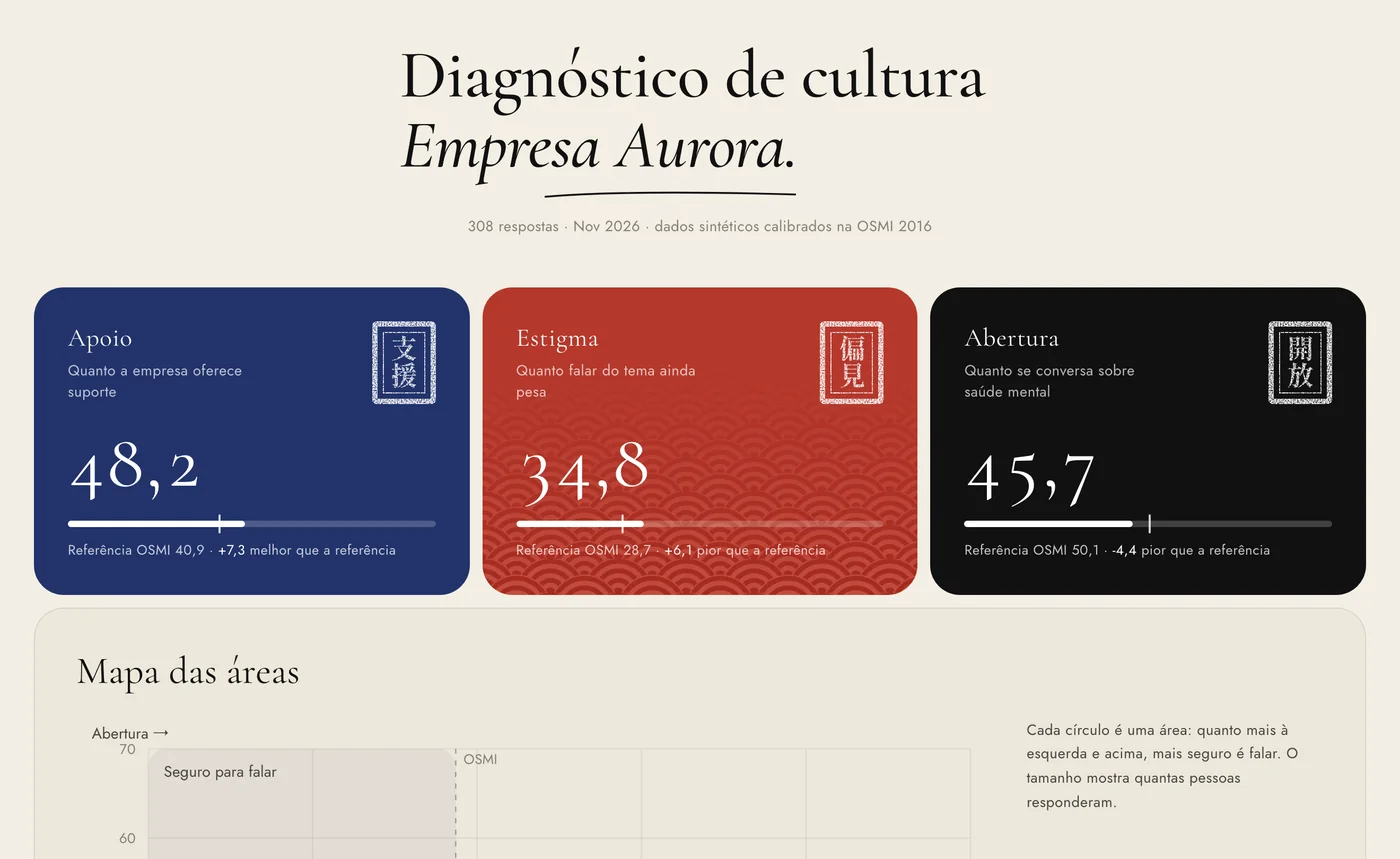 Diagnóstico de cultura
Empresa Aurora.
308 respostas · Nov 2026 · dados sintéticos calibrados na OSMI 2016
Apoio
Quanto a empresa oferece
suporte
支援
48,2
Referência OSMI 40,9 · +7,3 melhor que a referência
Estigma
Quanto falar do tema ainda
pesa
偏見
34,8
Referência OSMI 28,7 · +6,1 pior que a referência
Abertura
Quanto se conversa sobre
saúde mental
開放
45,7
Referência OSMI 50,1 · -4,4 pior que a referência
Mapa das áreas
Abertura →
70
Seguro para falar
OSMI
60
Cada círculo é uma área: quanto mais à
esquerda e acima, mais seguro é falar. O
tamanho mostra quantas pessoas
responderam.